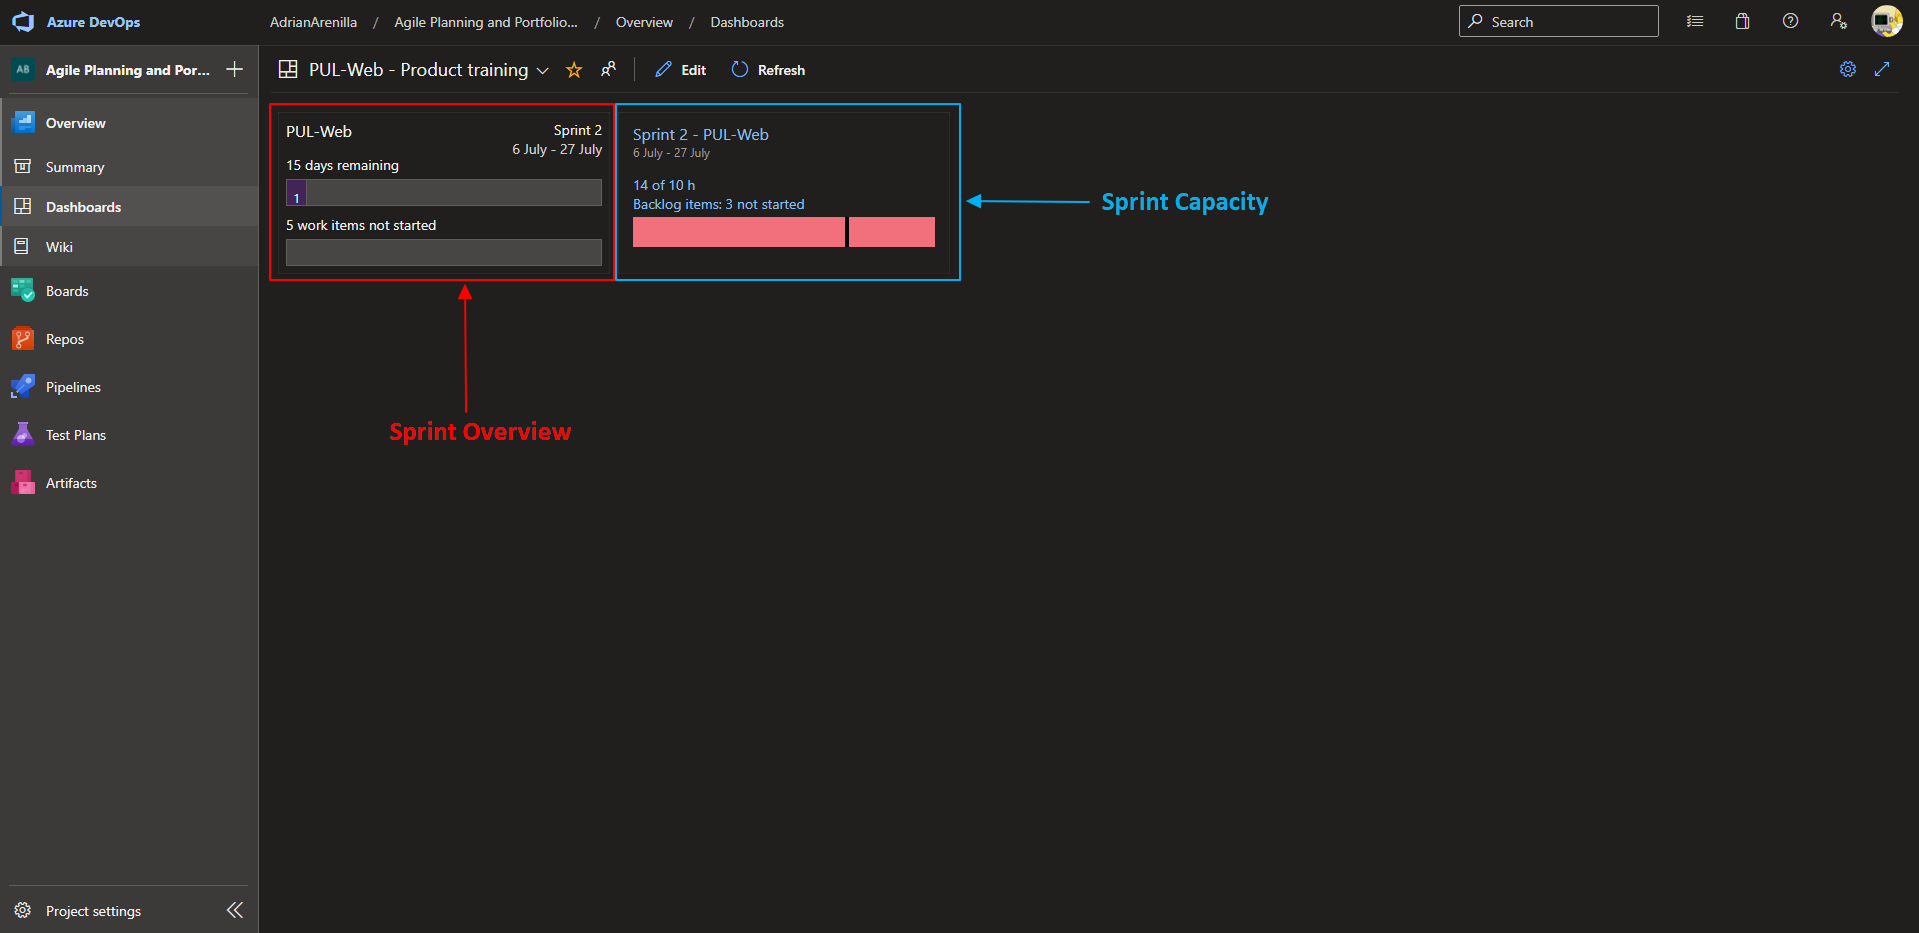 Azure DevOps
AdrianArenilla / Agile Planning and Portfolio... / Overview / Dashboards
Search
AB Agile Planning and Por...
PUL-Web - Product training
Edit
Refresh
Overview
Summary
Dashboards
Wiki
Boards
Repos
Pipelines
Test Plans
Artifacts
Project settings
PUL-Web
Sprint 2
6 July - 27 July
15 days remaining
1
5 work items not started
Sprint 2 - PUL-Web
6 July - 27 July
14 of 10 h
Backlog items: 3 not started
Sprint Capacity
Sprint Overview